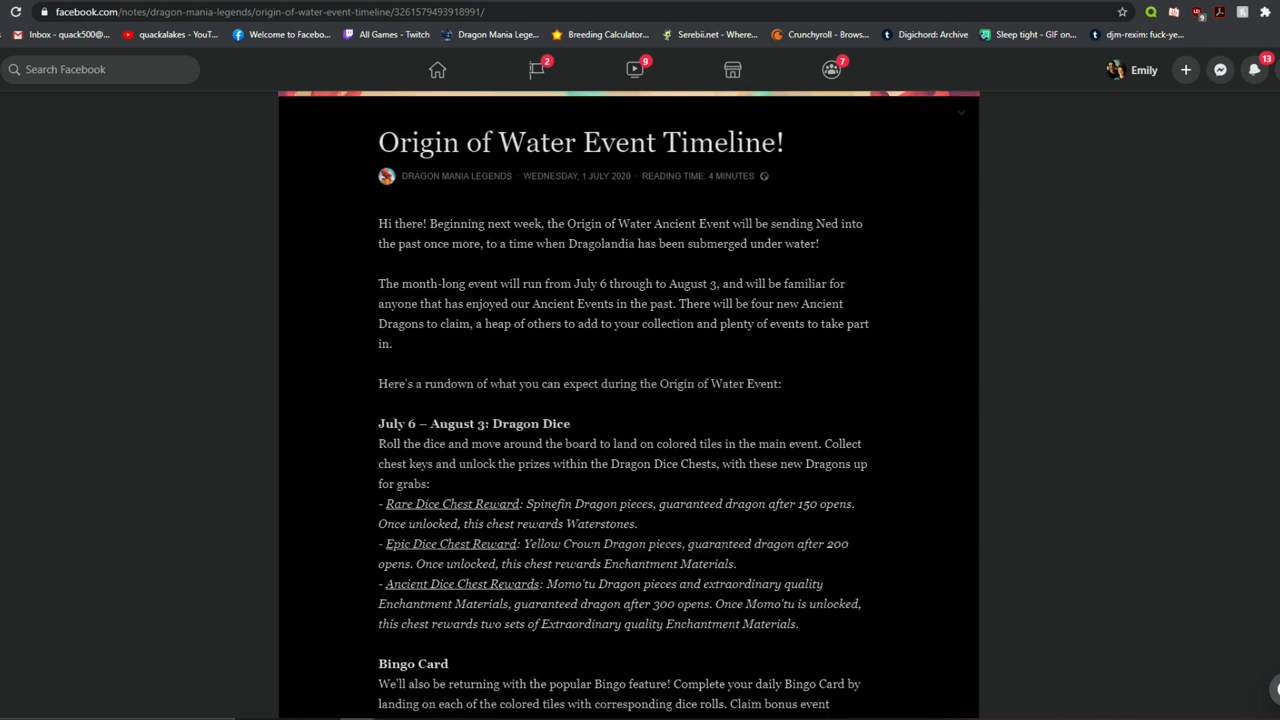 facebook.com/notes/dragon-mania-legends/origin-of-water-event-timeline/3261579493918991/
9
Inbox - quack500@...
quackalakes - YouT...
Welcome to Facebo...
All Games - Twitch
Dragon Mania Lege...
Breeding Calculator...
Serebii.net - Where...
Crunchyroll - Brows...
Digichord: Archive
Sleep tight - GIF on...
djm-rexim: fuck-ye...
Search Facebook
2
9
7
Emily
13
Origin of Water Event Timeline!
DRAGON MANIA LEGENDS · WEDNESDAY, 1 JULY 2020 · READING TIME: 4 MINUTES
Hi there! Beginning next week, the Origin of Water Ancient Event will be sending Ned into
the past once more, to a time when Dragolandia has been submerged under water!
The month-long event will run from July 6 through to August 3, and will be familiar for
anyone that has enjoyed our Ancient Events in the past. There will be four new Ancient
Dragons to claim, a heap of others to add to your collection and plenty of events to take part
in.
Here's a rundown of what you can expect during the Origin of Water Event:
July 6 – August 3: Dragon Dice
Roll the dice and move around the board to land on colored tiles in the main event. Collect
chest keys and unlock the prizes within the Dragon Dice Chests, with these new Dragons up
for grabs:
- Rare Dice Chest Reward: Spinefin Dragon pieces, guaranteed dragon after 150 opens.
Once unlocked, this chest rewards Waterstones.
- Epic Dice Chest Reward: Yellow Crown Dragon pieces, guaranteed dragon after 200
opens. Once unlocked, this chest rewards Enchantment Materials.
- Ancient Dice Chest Rewards: Momo'tu Dragon pieces and extraordinary quality
Enchantment Materials, guaranteed dragon after 300 opens. Once Momo'tu is unlocked,
this chest rewards two sets of Extraordinary quality Enchantment Materials.
Bingo Card
We'll also be returning with the popular Bingo feature! Complete your daily Bingo Card by
landing on each of the colored tiles with corresponding dice rolls. Claim bonus event